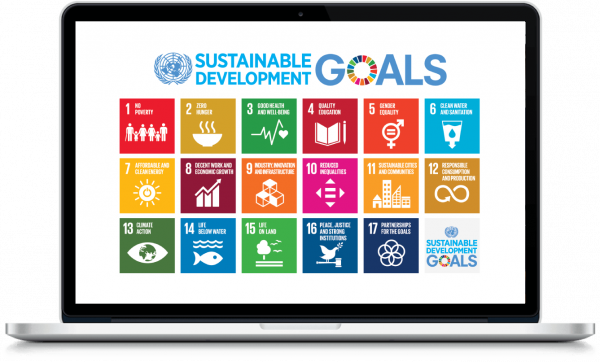 SUSTAINABLE
DEVELOPMENT
GOALS
1 NO
POVERTY
2 ZERO
HUNGER
3 GOOD HEALTH
AND WELL-BEING
4 QUALITY
EDUCATION
5 GENDER
EQUALITY
6 CLEAN WATER
AND SANITATION
7 AFFORDABLE AND
CLEAN ENERGY
8 DECENT WORK AND
ECONOMIC GROWTH
9 INDUSTRY, INNOVATION
AND INFRASTRUCTURE
10 REDUCED
INEQUALITIES
11 SUSTAINABLE CITIES
AND COMMUNITIES
12 RESPONSIBLE
CONSUMPTION
AND PRODUCTION
13 CLIMATE
ACTION
14 LIFE
BELOW WATER
15 LIFE
ON LAND
16 PEACE, JUSTICE
AND STRONG
INSTITUTIONS
17 PARTNERSHIPS
FOR THE GOALS
SUSTAINABLE
DEVELOPMENT
GOALS